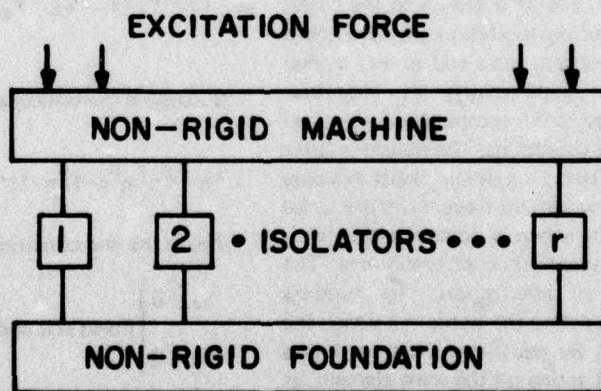 EXCITATION FORCE
NON-RIGID MACHINE
1 2 • ISOLATORS • • • r
NON-RIGID FOUNDATION